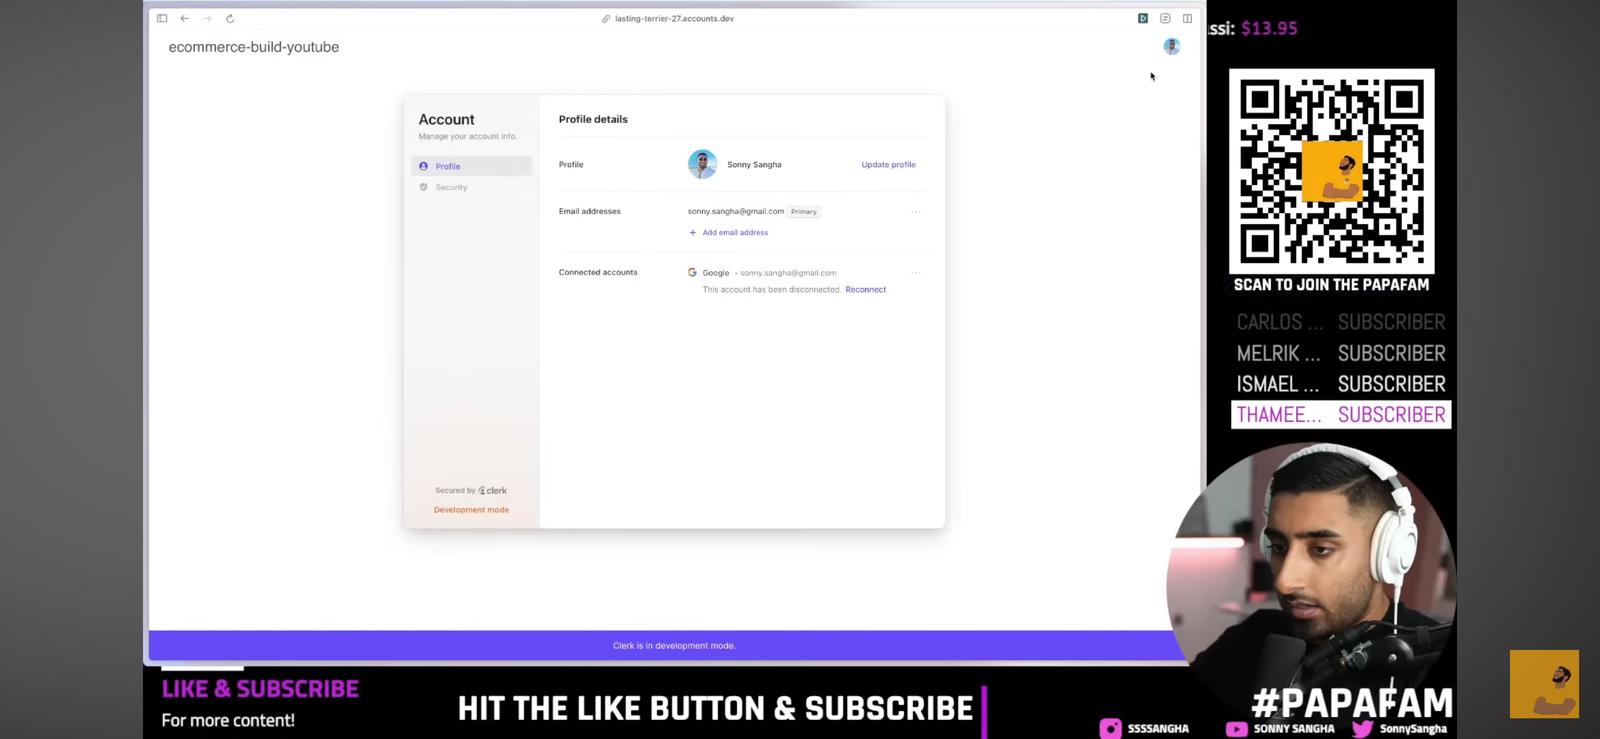 lasting-terrier-27.accounts.dev
ssi: $13.95
ecommerce-build-youtube
Account
Manage your account info.
Profile
Security
Profile details
Profile
Sonny Sangha
Update profile
Email addresses
sonny.sangha@gmail.com Primary
+ Add email address
Connected accounts
Google • sonny.sangha@gmail.com
This account has been disconnected. Reconnect
Secured by clerk
Development mode
Clerk is in development mode.
SCAN TO JOIN THE PAPAFAM
CARLOS ... SUBSCRIBER
MELRIK ... SUBSCRIBER
ISMAEL ... SUBSCRIBER
THAMEE... SUBSCRIBER
LIKE & SUBSCRIBE
For more content!
HIT THE LIKE BUTTON & SUBSCRIBE
#PAPAFAM
SSSSANGHA
SONNY SANGHA
SonnySangha